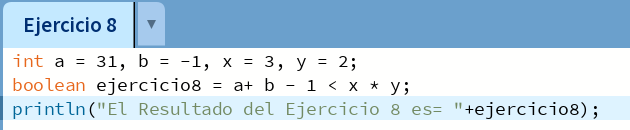 Ejercicio 8 ▼
int a = 31, b = -1, x = 3, y = 2;
boolean ejercicio8 = a+ b - 1 < x * y;
println("El Resultado del Ejercicio 8 es= "+ejercicio8);